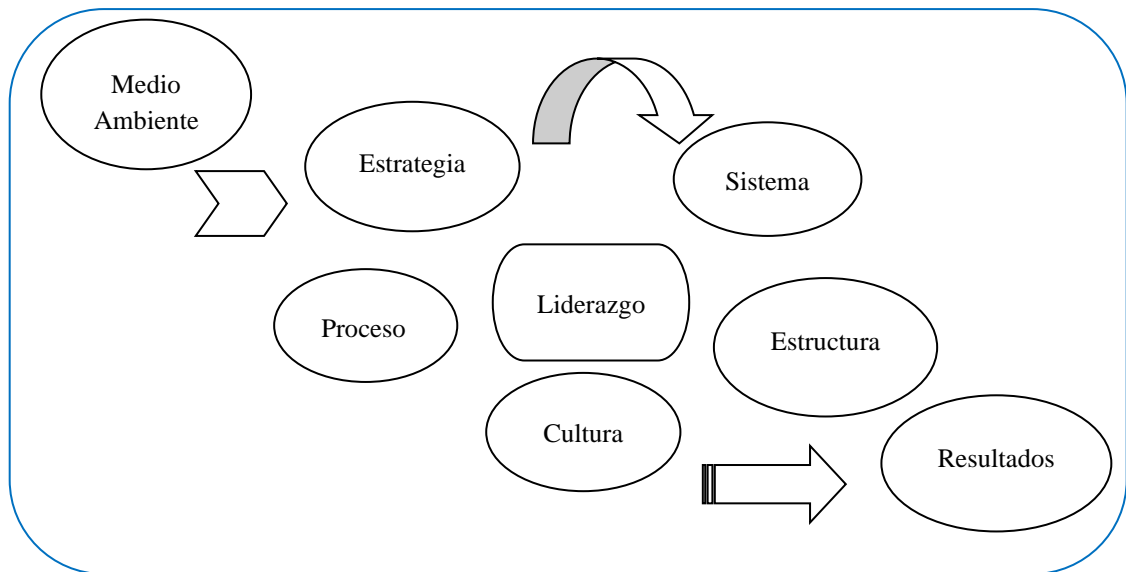 Medio
Ambiente
Estrategia
Sistema
Liderazgo
Proceso
Estructura
Cultura
Resultados